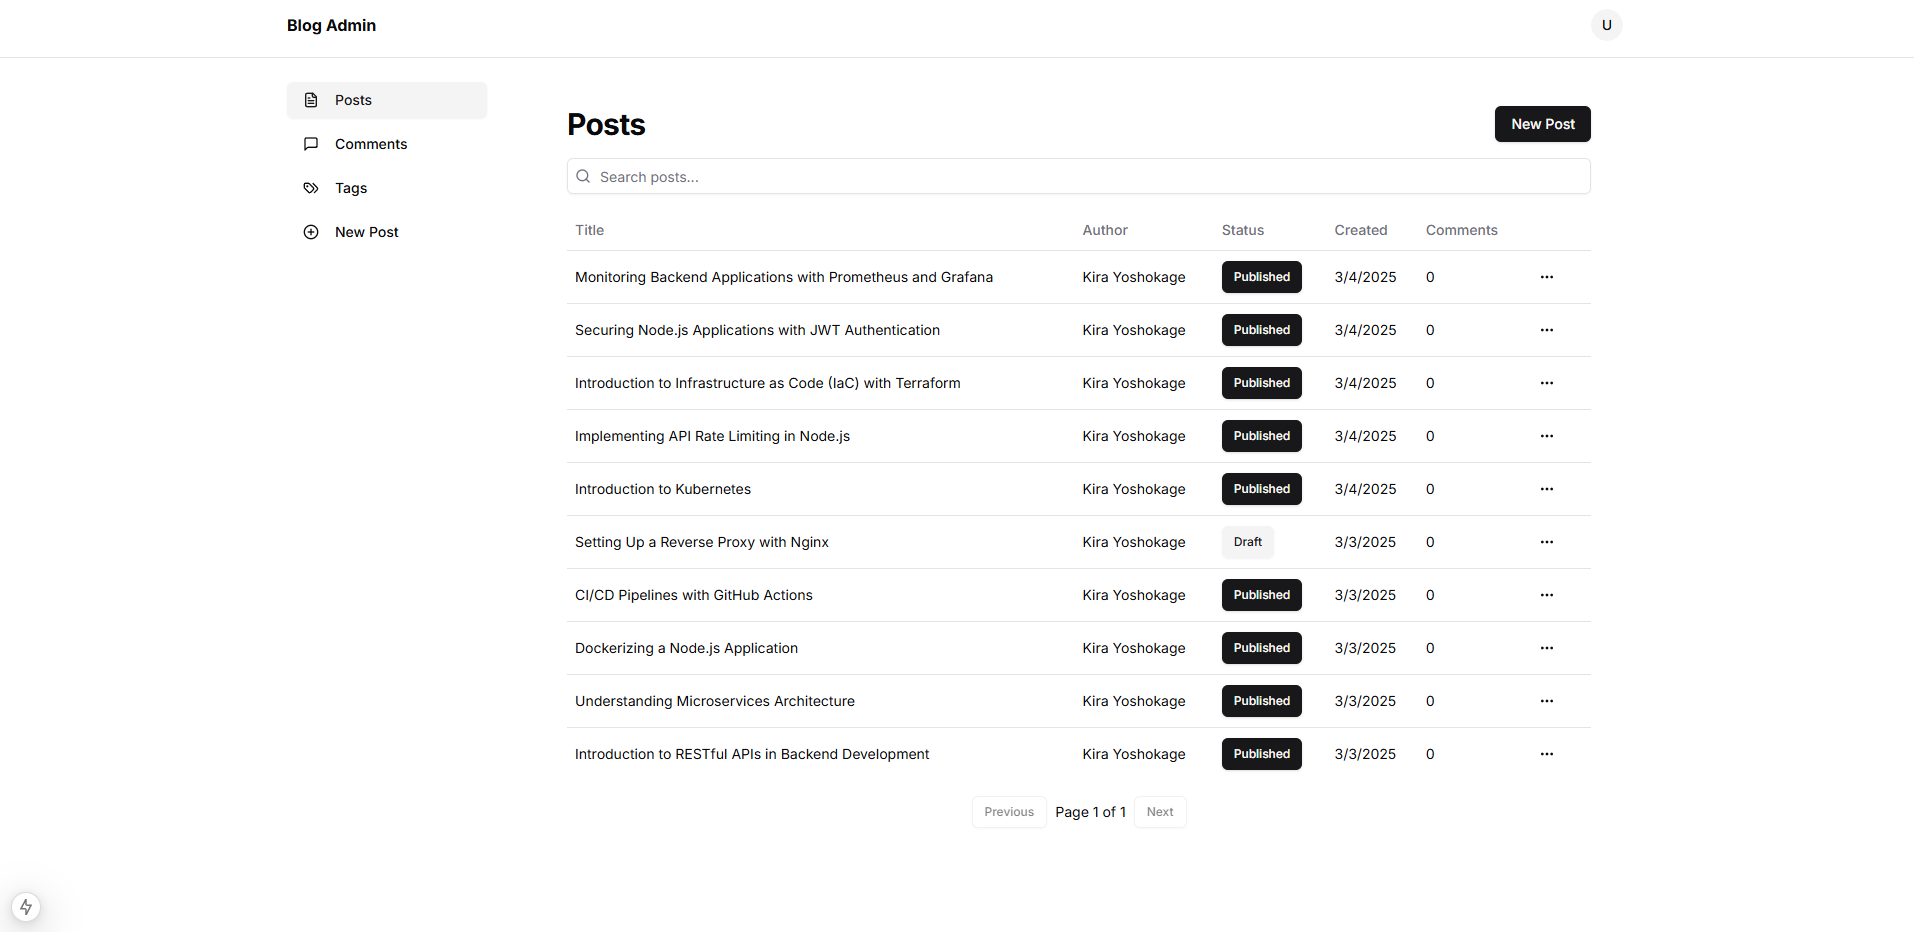 Blog Admin
U
Posts
Comments
Tags
New Post
Posts
New Post
Search posts...
Title Author Status Created Comments
Monitoring Backend Applications with Prometheus and Grafana Kira Yoshokage Published 3/4/2025 0
Securing Node.js Applications with JWT Authentication Kira Yoshokage Published 3/4/2025 0
Introduction to Infrastructure as Code (IaC) with Terraform Kira Yoshokage Published 3/4/2025 0
Implementing API Rate Limiting in Node.js Kira Yoshokage Published 3/4/2025 0
Introduction to Kubernetes Kira Yoshokage Published 3/4/2025 0
Setting Up a Reverse Proxy with Nginx Kira Yoshokage Draft 3/3/2025 0
CI/CD Pipelines with GitHub Actions Kira Yoshokage Published 3/3/2025 0
Dockerizing a Node.js Application Kira Yoshokage Published 3/3/2025 0
Understanding Microservices Architecture Kira Yoshokage Published 3/3/2025 0
Introduction to RESTful APIs in Backend Development Kira Yoshokage Published 3/3/2025 0
Previous Page 1 of 1 Next